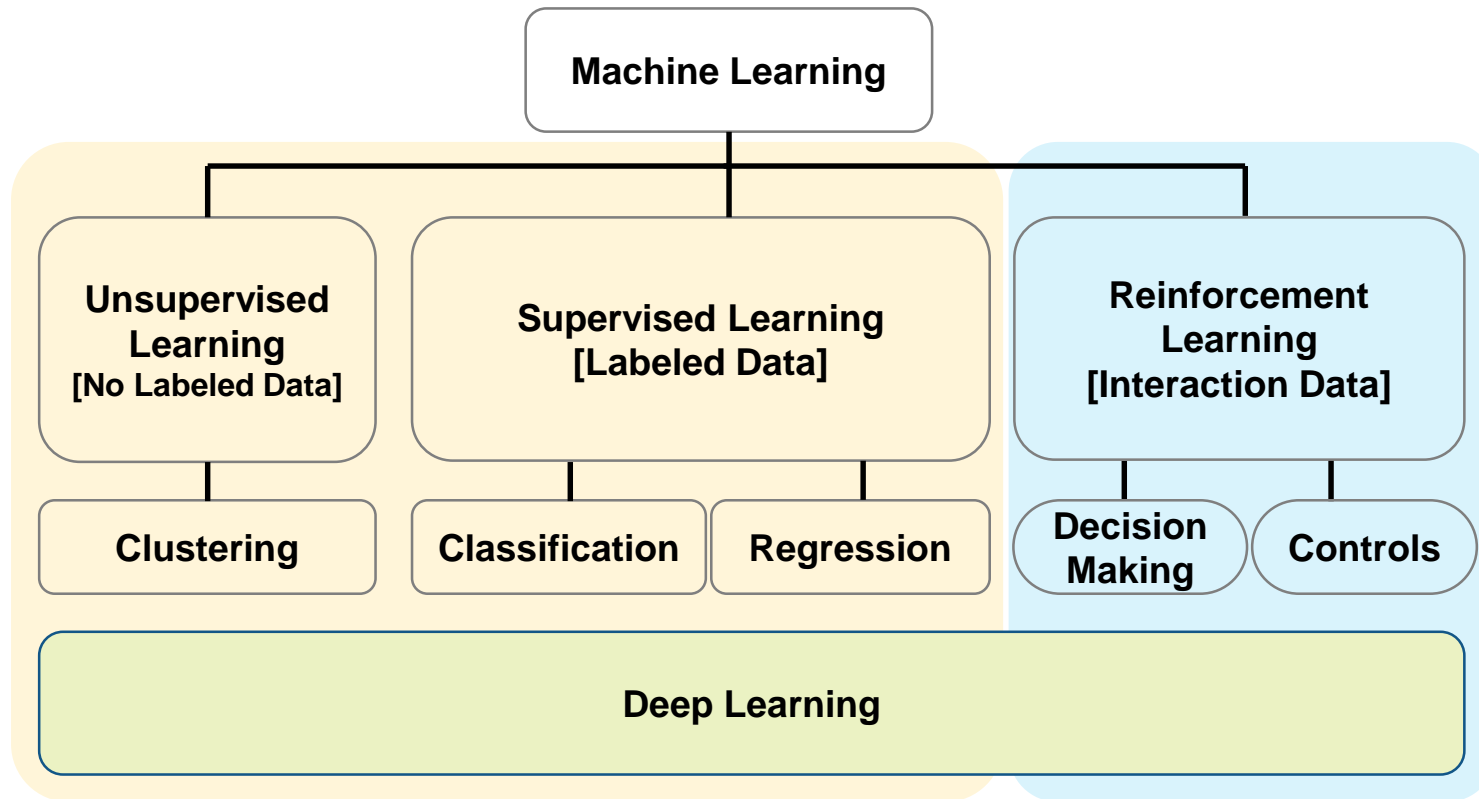 Machine Learning
Unsupervised
Learning
[No Labeled Data]
Supervised Learning
[Labeled Data]
Reinforcement
Learning
[Interaction Data]
Clustering
Classification
Regression
Decision
Making
Controls
Deep Learning